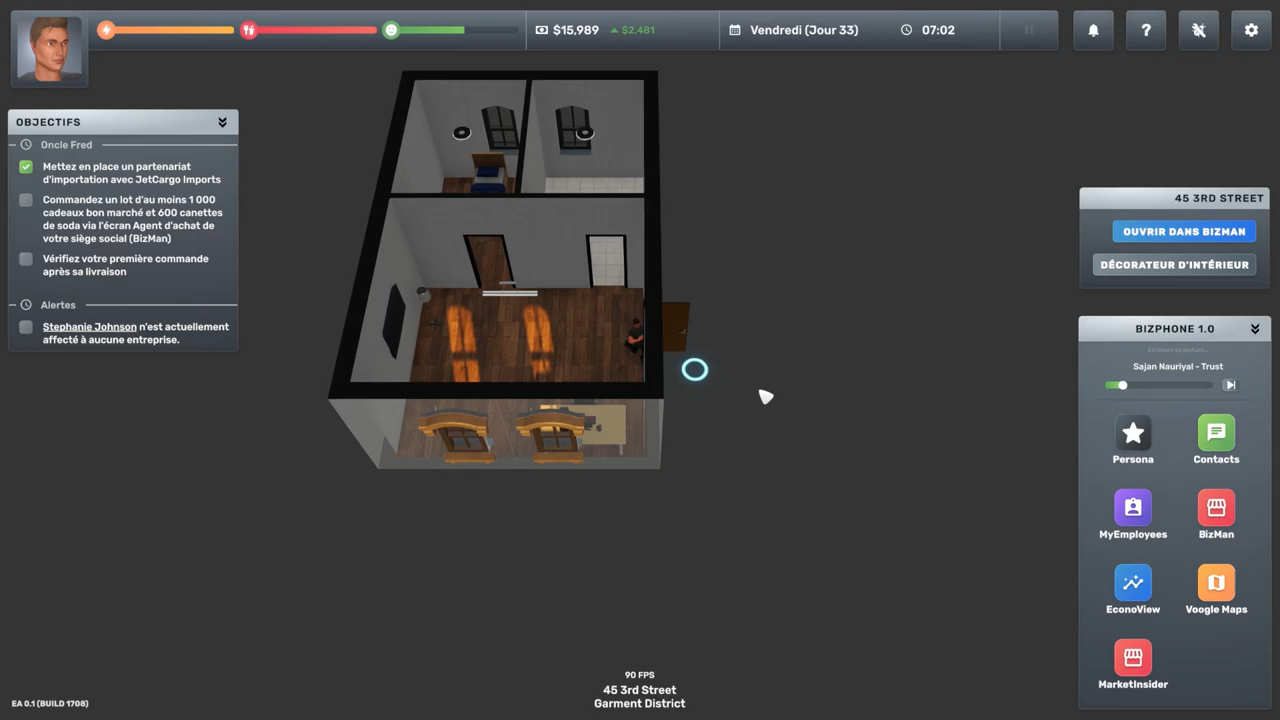 $15,989
$2,481
Vendredi (Jour 33)
07:02
?
OBJECTIFS
Oncle Fred
Mettez en place un partenariat
d'importation avec JetCargo Imports
Commandez un lot d'au moins 1 000
cadeaux bon marché et 600 canettes
de soda via l'écran Agent d'achat de
votre siège social (BizMan)
Vérifiez votre première commande
après sa livraison
Alertes
Stephanie Johnson n'est actuellement
affecté à aucune entreprise.
45 3RD STREET
OUVRIR DANS BIZMAN
DÉCORATEUR D'INTÉRIEUR
BIZPHONE 1.0
En cours de lecture...
Sajan Nauriyal - Trust
Persona
Contacts
MyEmployees
BizMan
EconoView
Voogle Maps
MarketInsider
90 FPS
45 3rd Street
Garment District
EA 0.1 (BUILD 1708)